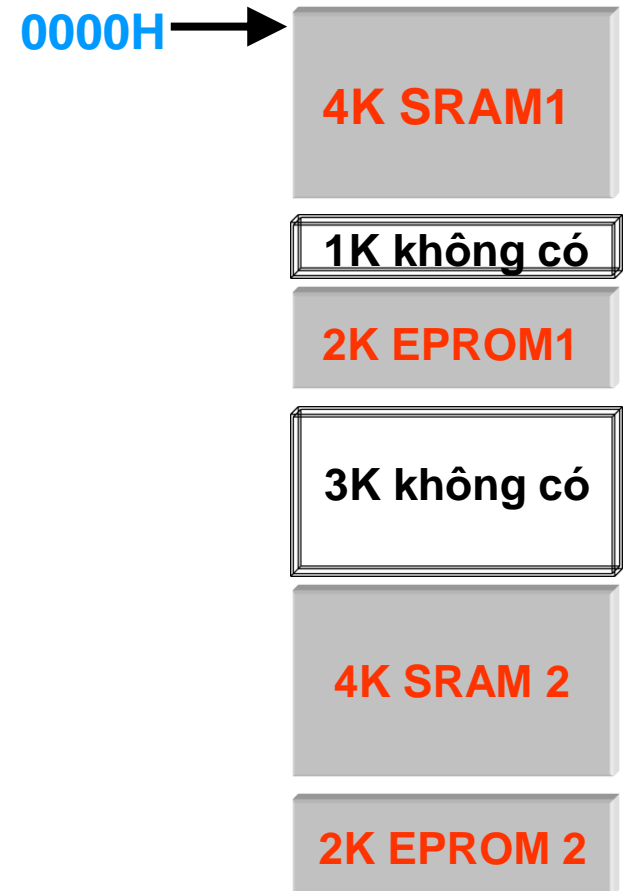 0000H
4K SRAM1
1K không có
2K EPROM1
3K không có
4K SRAM 2
2K EPROM 2